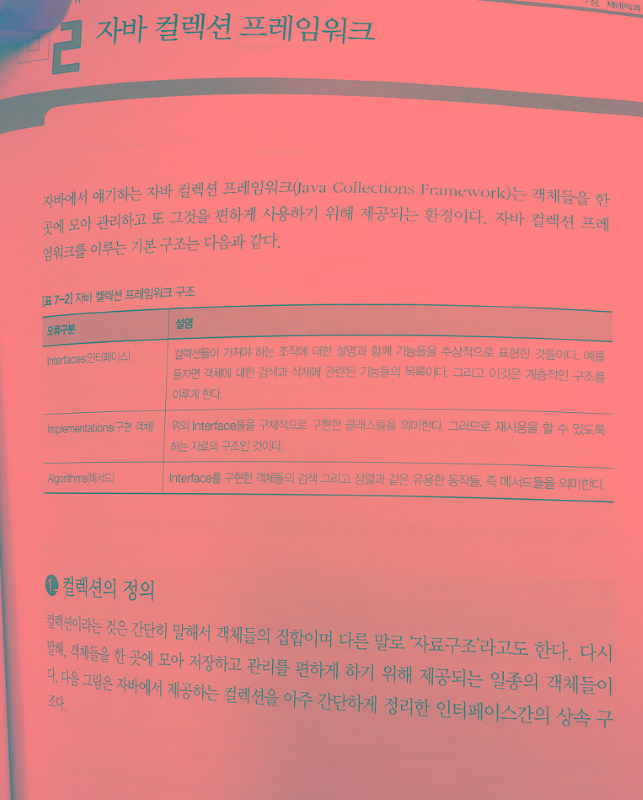 7장. 제네릭과
2 자바 컬렉션 프레임워크
자바에서 얘기하는 자바 컬렉션 프레임워크(Java Collections Framework)는 객체들을 한
곳에 모아 관리하고 또 그것을 편하게 사용하기 위해 제공되는 환경이다. 자바 컬렉션 프레
임워크를 이루는 기본 구조는 다음과 같다.
[표 7-2] 자바 컬렉션 프레임워크 구조
오류구분 설명
Interfaces(인터페이스) 컬렉션들이 가져야 하는 조작에 대한 설명과 함께 기능들을 추상적으로 표현한 것들이다. 예를
들자면 객체에 대한 검색과 삭제에 관련된 기능들의 목록이다. 그리고 이것은 계층적인 구조를
이루게 한다.
Implementations(구현 객체) 위의 Interface들을 구체적으로 구현한 클래스들을 의미한다. 그러므로 재사용을 할 수 있도록
하는 자료의 구조인 것이다.
Algorithms(메서드) Interface를 구현한 객체들의 검색 그리고 정렬과 같은 유용한 동작들, 즉 메서드들을 의미한다.
1 컬렉션의 정의
컬렉션이라는 것은 간단히 말해서 객체들의 집합이며 다른 말로 '자료구조'라고도 한다. 다시
말해, 객체들을 한 곳에 모아 저장하고 관리를 편하게 하기 위해 제공되는 일종의 객체들이
다. 다음 그림은 자바에서 제공하는 컬렉션을 아주 간단하게 정리한 인터페이스간의 상속 구
조다.